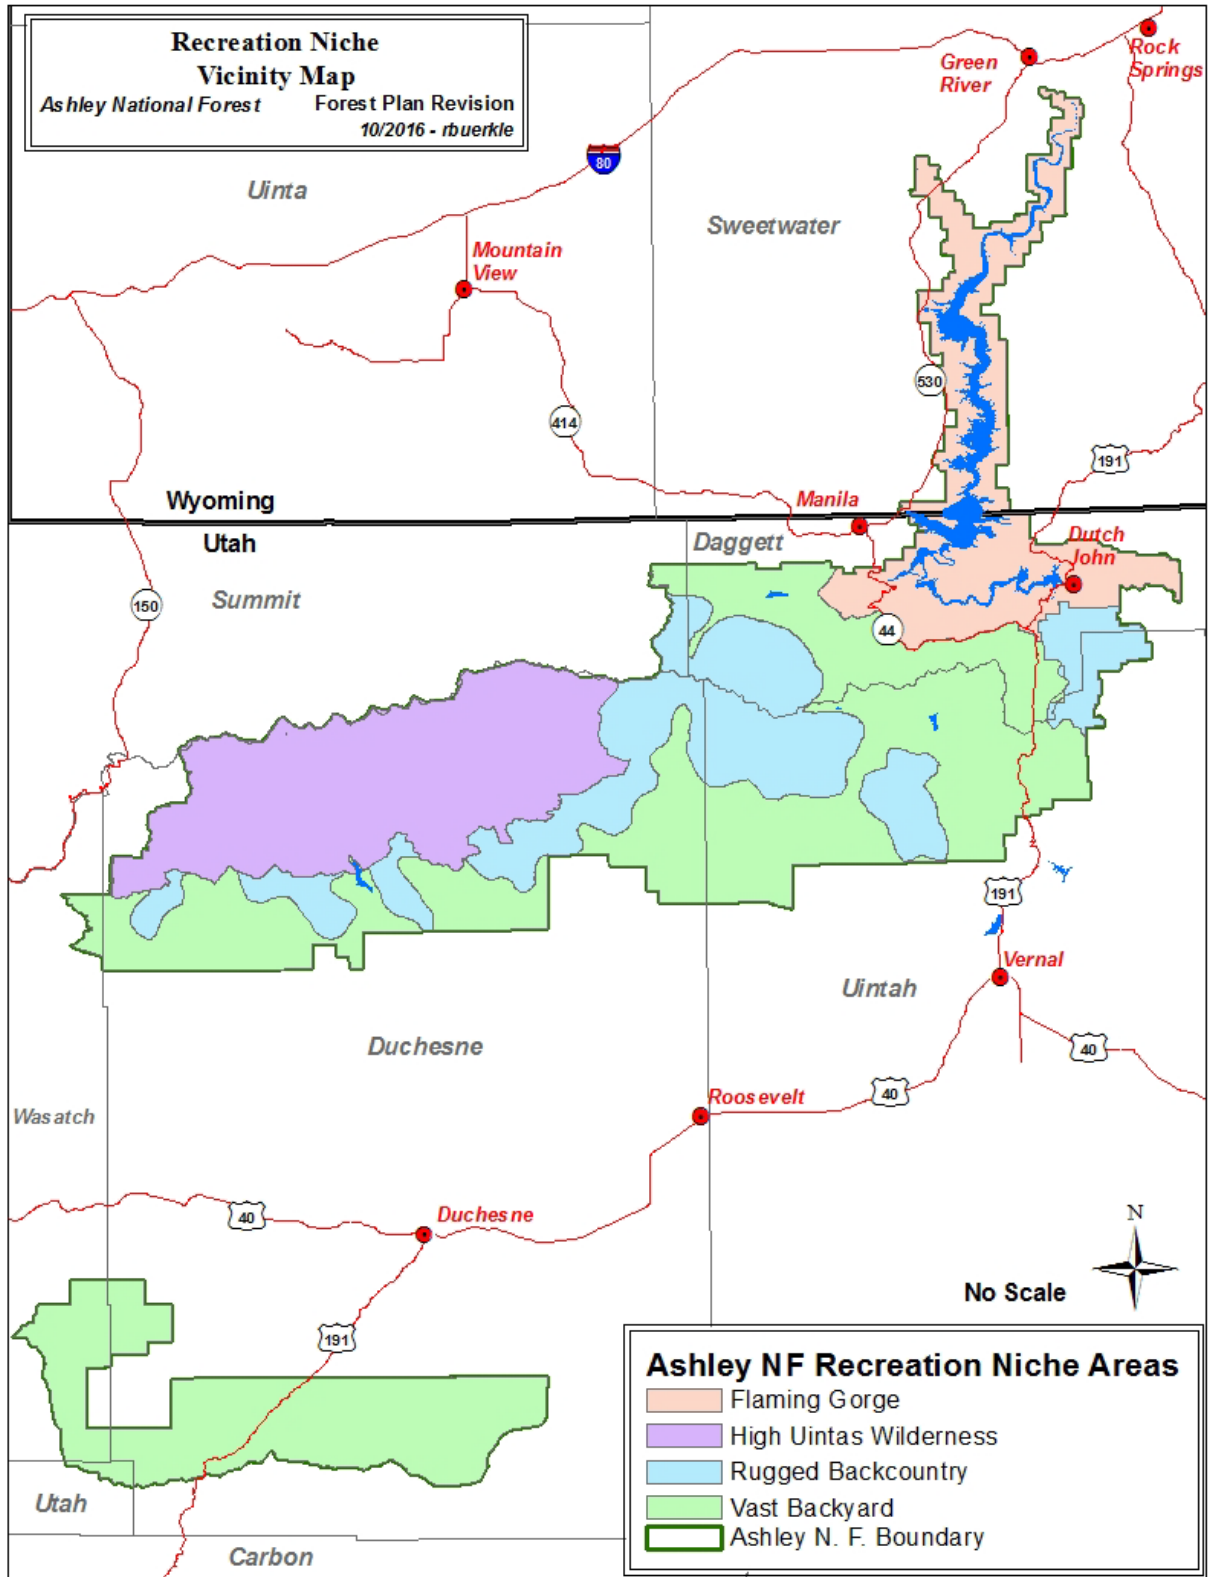 Recreation Niche
Vicinity Map
Ashley National Forest Forest Plan Revision
10/2016 - rbuerkle
Green
River
Rock
Springs
80
Uinta
Sweetwater
Mountain
View
530
414
191
Wyoming
Manila
Utah
Daggett
Dutch
John
150
Summit
44
191
Vernal
Uintah
Duchesne
40
40
Roosevelt
Wasatch
40
Duchesne
N
No Scale
191
Ashley NF Recreation Niche Areas
Flaming Gorge
High Uintas Wilderness
Rugged Backcountry
Vast Backyard
Ashley N. F. Boundary
Utah
Carbon